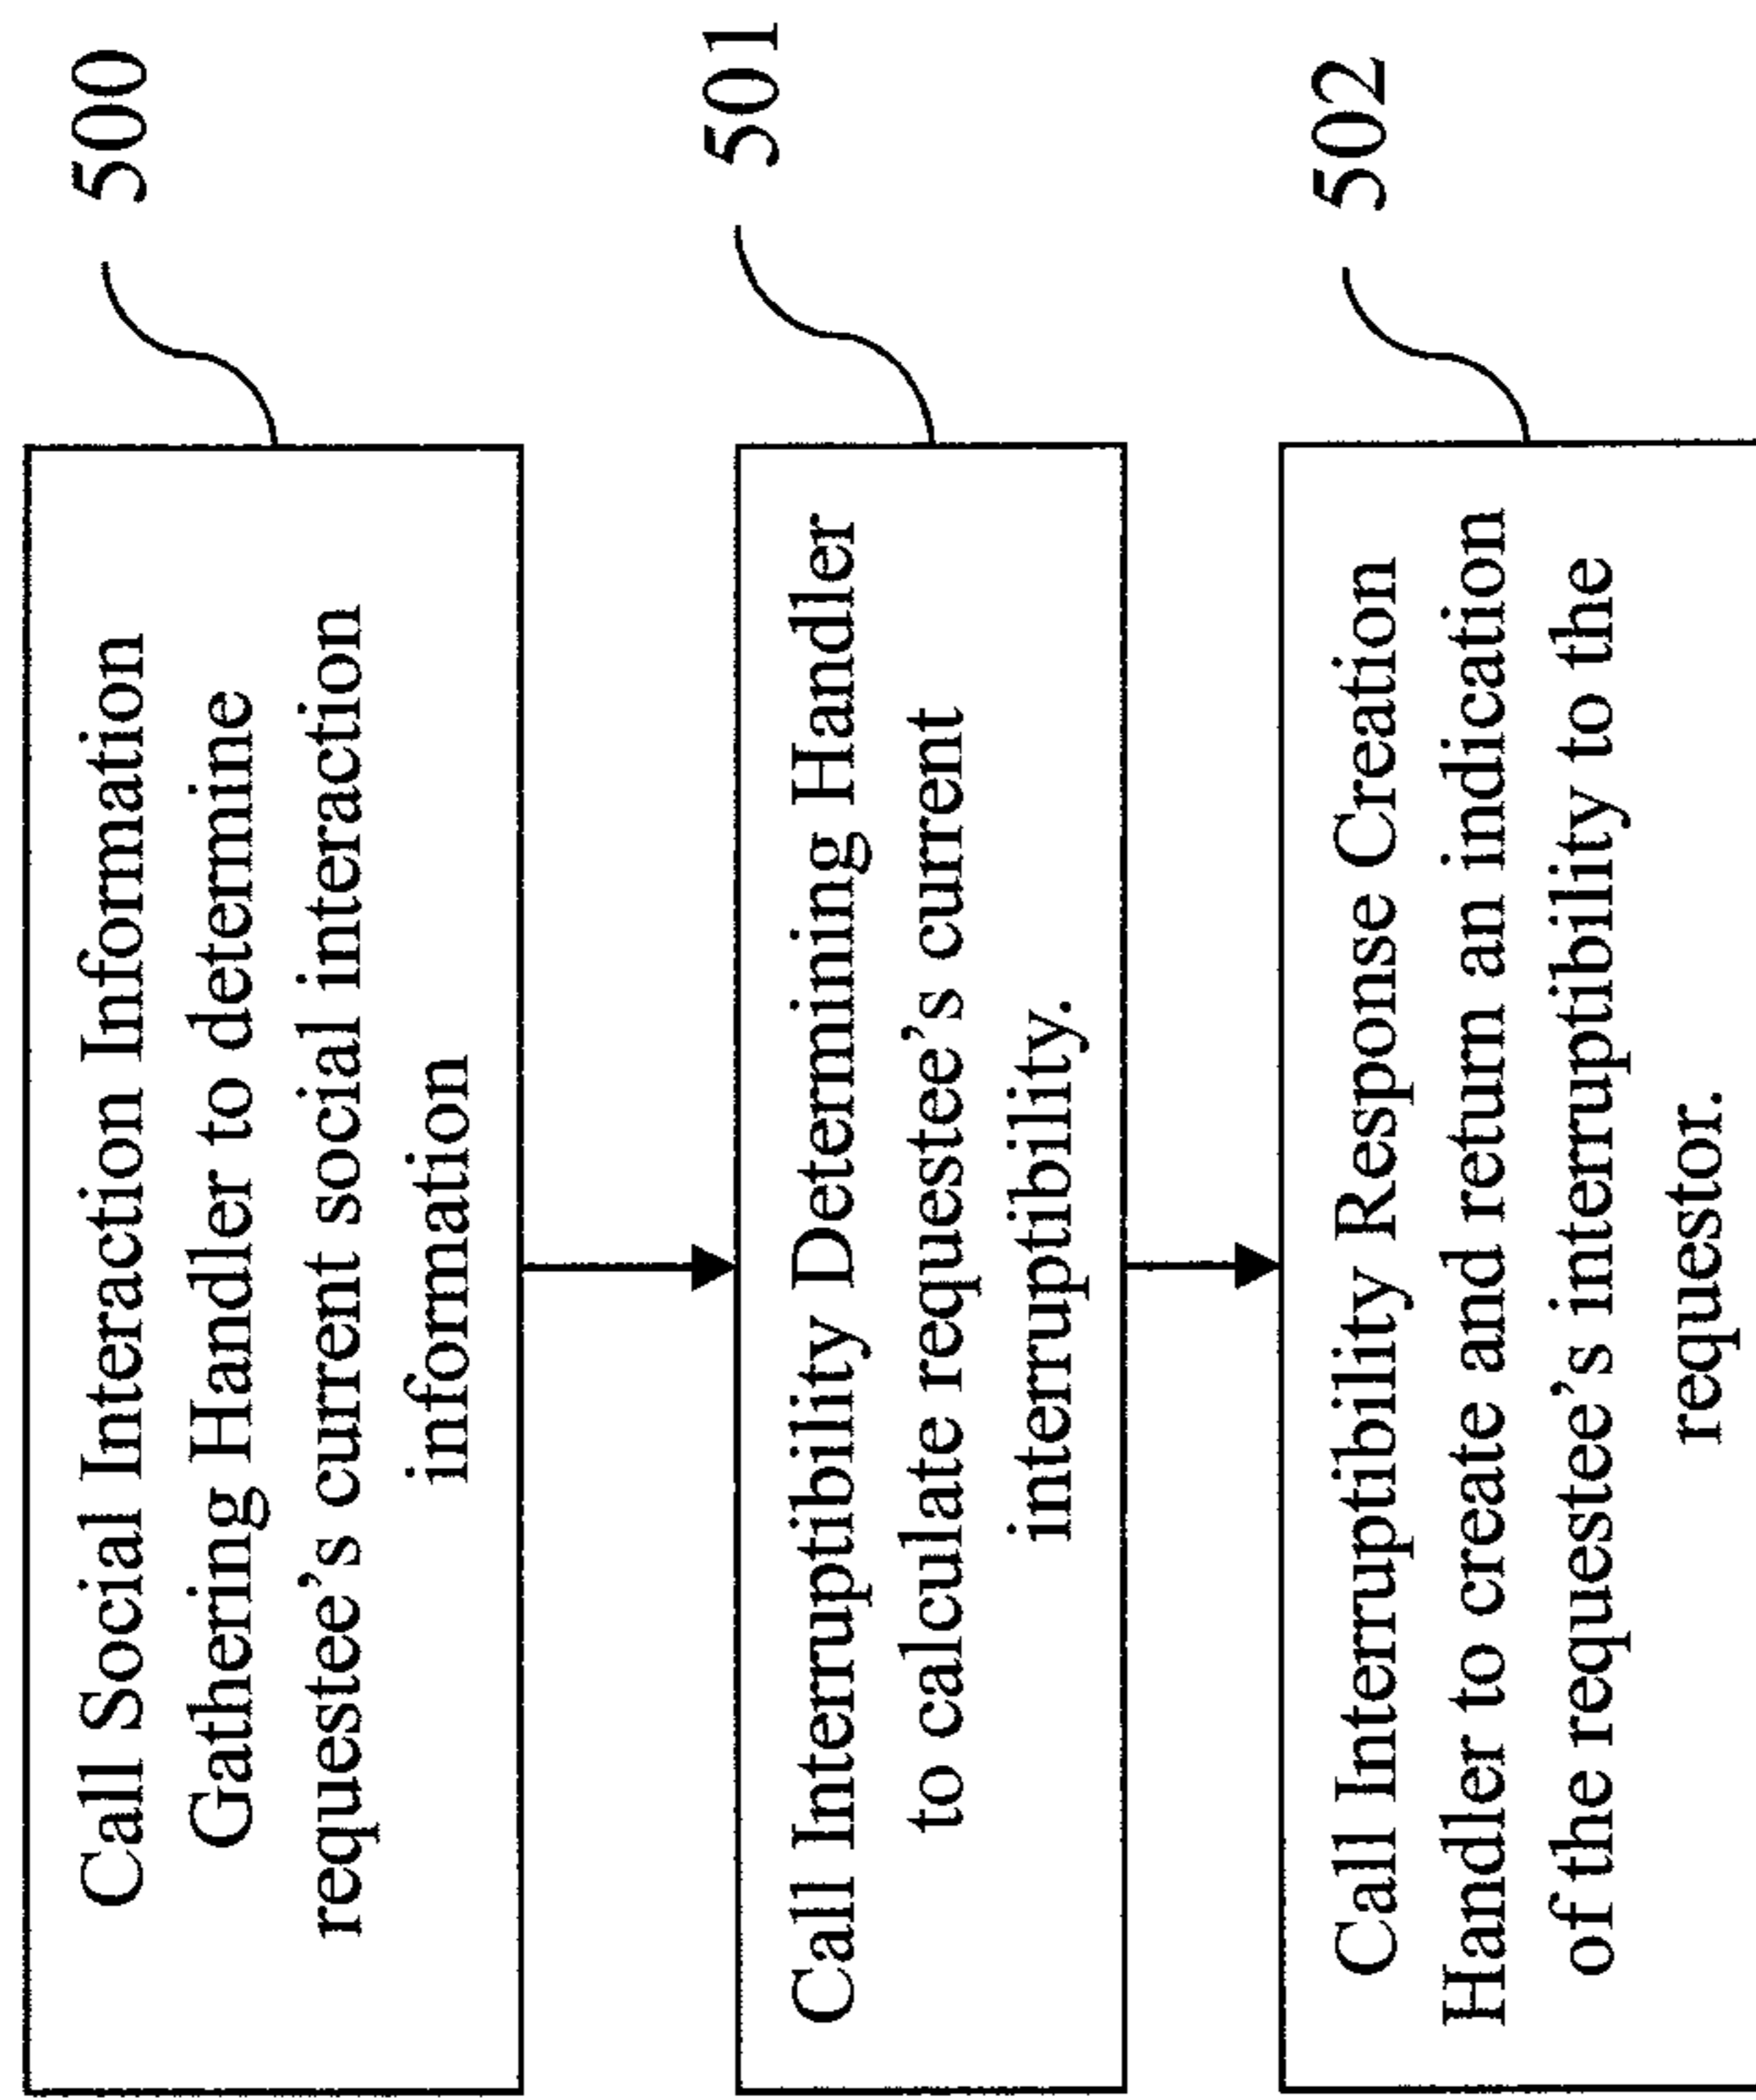 Call Social Interaction Information
Gathering Handler to determine
requestee's current social interaction
information
500
Call Interruptibility Determining Handler
to calculate requestee's current
interruptibility.
501
Call Interruptibility Response Creation
Handler to create and return an indication
of the requestee's interruptibility to the
requestor.
502